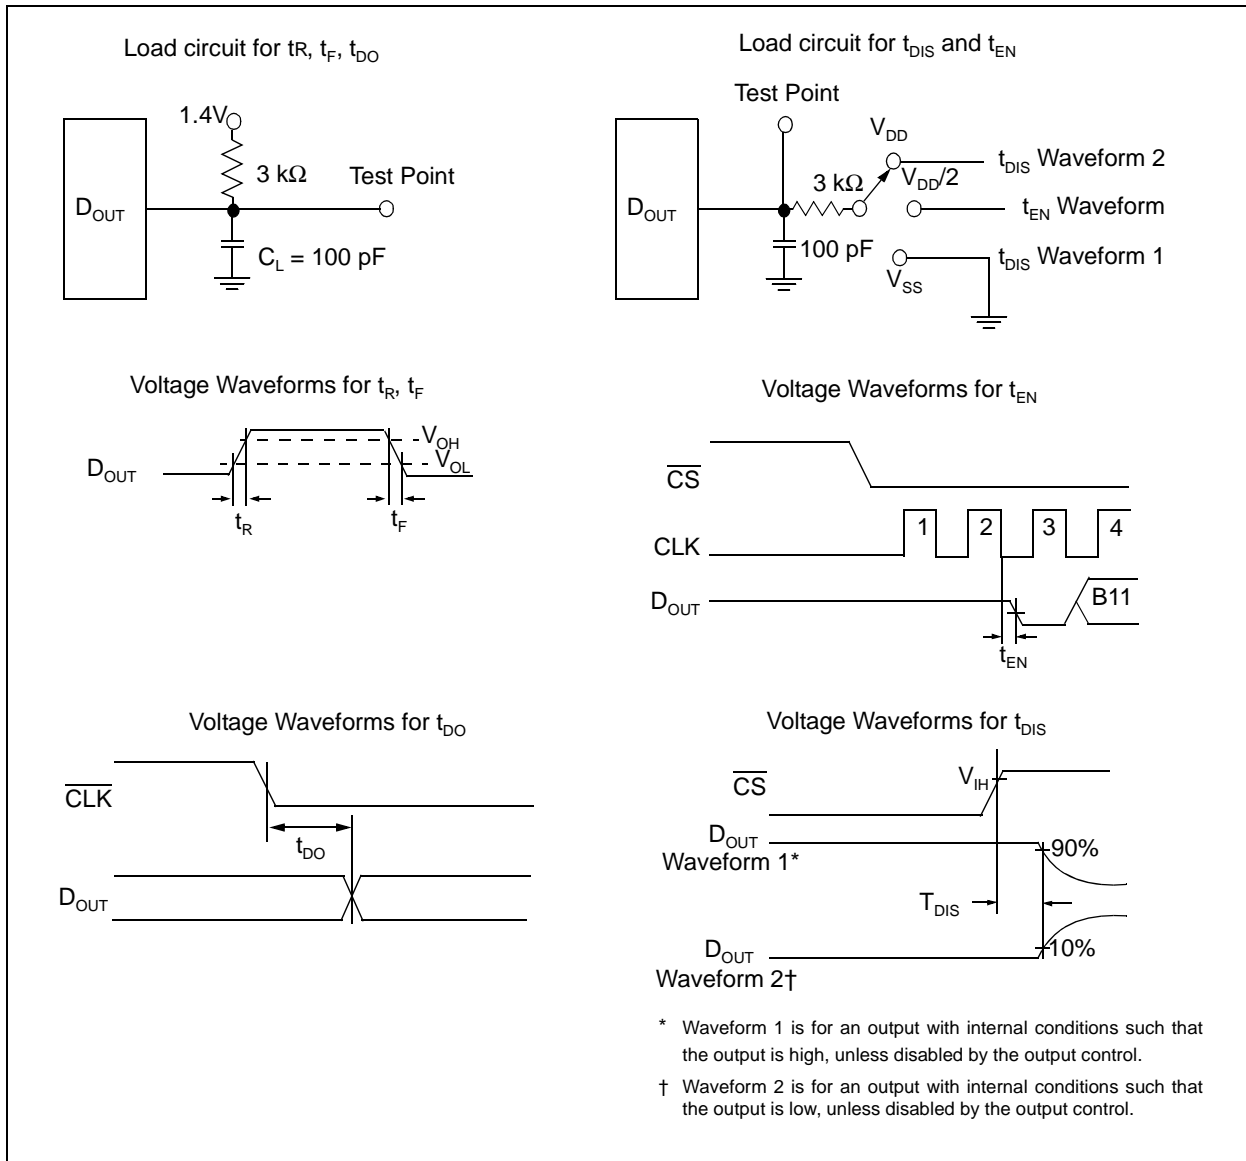 Load circuit for tR, tF, tDO
1.4V
3 kΩ
Test Point
DOUT
CL = 100 pF
Load circuit for tDIS and tEN
Test Point
VDD
tDIS Waveform 2
3 kΩ
VDD/2
DOUT
tEN Waveform
100 pF
tDIS Waveform 1
VSS
Voltage Waveforms for tR, tF
VOH
DOUT
VOL
tR
tF
Voltage Waveforms for tEN
CS
1
2
3
4
CLK
DOUT
B11
tEN
Voltage Waveforms for tDO
CLK
tDO
DOUT
Voltage Waveforms for tDIS
VIH
CS
DOUT
Waveform 1*
90%
TDIS
DOUT
10%
Waveform 2†
* Waveform 1 is for an output with internal conditions such that
the output is high, unless disabled by the output control.
† Waveform 2 is for an output with internal conditions such that
the output is low, unless disabled by the output control.